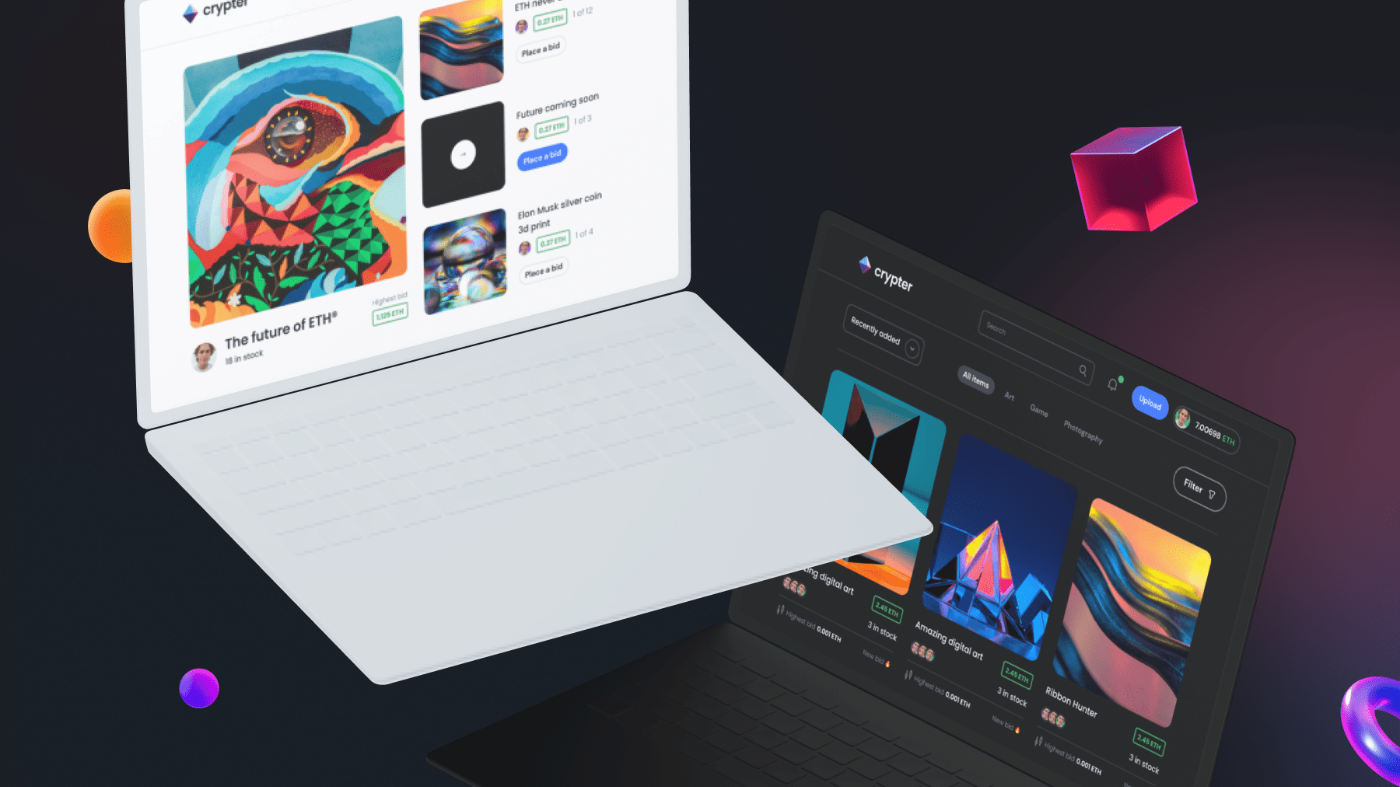 crypter
1 of 12
0.27 ETH
Place a bid
Future coming soon
0.27 ETH
1 of 3
Place a bid
Elon Musk silver coin
3d print
0.27 ETH
1 of 4
Place a bid
Highest bid
1.125 ETH
The future of ETH®
18 in stock
crypter
Search
Recently added
Upload
7.00698 ETH
All items
Art
Game
Photography
Filter
digital art
2.45 ETH
3 in stock
Highest bid 0.001 ETH
New bid
Amazing digital art
2.45 ETH
3 in stock
Highest bid 0.001 ETH
New bid
Ribbon Hunter
2.45 ETH
3 in stock
Highest bid 0.001 ETH